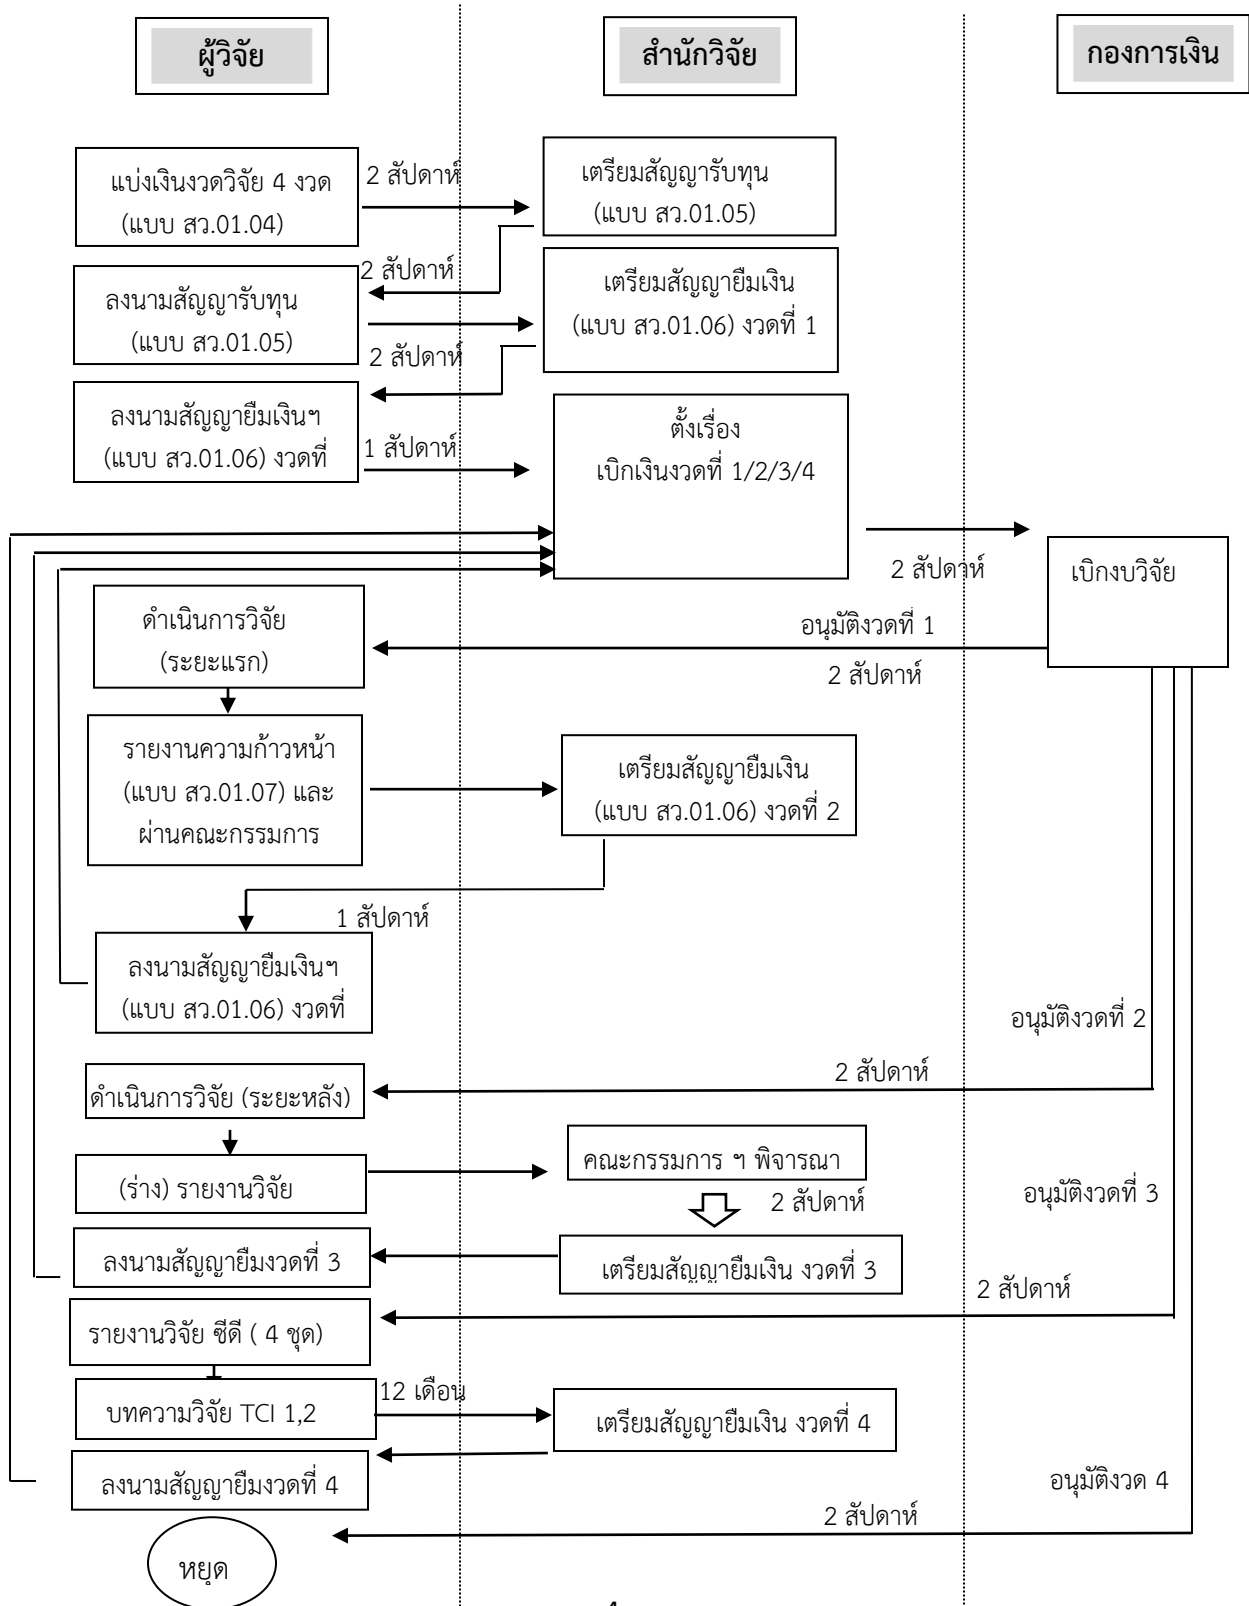 ผู้วิจัย
สำนักวิจัย
กองการเงิน
แบ่งเงินงวดวิจัย 4 งวด
(แบบ สว.01.04)
2 สัปดาห์
เตรียมสัญญารับทุน
(แบบ สว.01.05)
2 สัปดาห์
ลงนามสัญญารับทุน
(แบบ สว.01.05)
เตรียมสัญญายืมเงิน
(แบบ สว.01.06) งวดที่ 1
2 สัปดาห์
ลงนามสัญญายืมเงินฯ
(แบบ สว.01.06) งวดที่
1 สัปดาห์
ตั้งเรื่อง
เบิกเงินงวดที่ 1/2/3/4
2 สัปดาห์
เบิกงบวิจัย
ดำเนินการวิจัย
(ระยะแรก)
อนุมัติงวดที่ 1
2 สัปดาห์
รายงานความก้าวหน้า
(แบบ สว.01.07) และ
ผ่านคณะกรรมการ
เตรียมสัญญายืมเงิน
(แบบ สว.01.06) งวดที่ 2
1 สัปดาห์
ลงนามสัญญายืมเงินฯ
(แบบ สว.01.06) งวดที่
อนุมัติงวดที่ 2
2 สัปดาห์
ดำเนินการวิจัย (ระยะหลัง)
(ร่าง) รายงานวิจัย
คณะกรรมการ ฯ พิจารณา
2 สัปดาห์
อนุมัติงวดที่ 3
ลงนามสัญญายืมงวดที่ 3
เตรียมสัญญายืมเงิน งวดที่ 3
2 สัปดาห์
รายงานวิจัย ซีดี ( 4 ชุด)
บทความวิจัย TCI 1,2
12 เดือน
เตรียมสัญญายืมเงิน งวดที่ 4
ลงนามสัญญายืมงวดที่ 4
อนุมัติงวด 4
2 สัปดาห์
หยุด